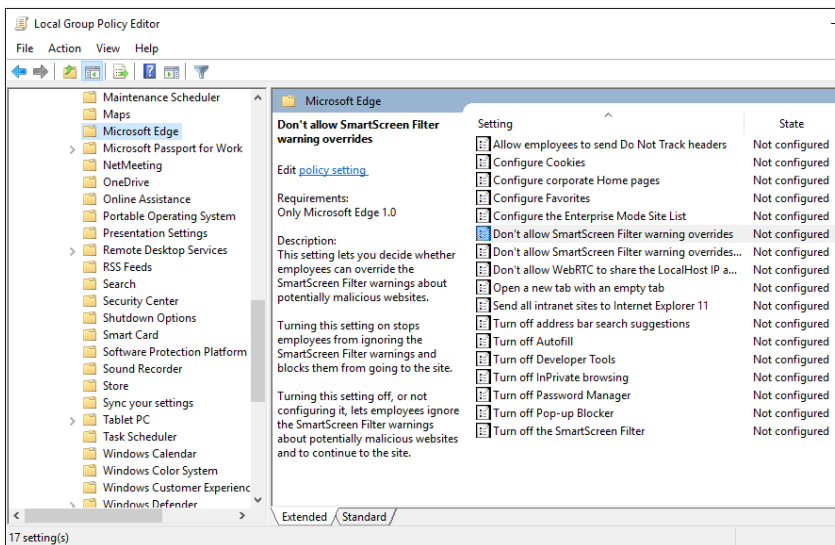 Local Group Policy Editor
File Action View Help
Maintenance Scheduler
Maps
Microsoft Edge
Microsoft Passport for Work
NetMeeting
OneDrive
Online Assistance
Portable Operating System
Presentation Settings
Remote Desktop Services
RSS Feeds
Search
Security Center
Shutdown Options
Smart Card
Software Protection Platform
Sound Recorder
Store
Sync your settings
Tablet PC
Task Scheduler
Windows Calendar
Windows Color System
Windows Customer Experienc
Windows Defender
Microsoft Edge
Don't allow SmartScreen Filter
warning overrides
Edit policy setting
Requirements:
Only Microsoft Edge 1.0
Description:
This setting lets you decide whether
employees can override the
SmartScreen Filter warnings about
potentially malicious websites.
Turning this setting on stops
employees from ignoring the
SmartScreen Filter warnings and
blocks them from going to the site.
Turning this setting off, or not
configuring it, lets employees ignore
the SmartScreen Filter warnings
about potentially malicious websites
and to continue to the site.
Setting State
Allow employees to send Do Not Track headers Not configured
Configure Cookies Not configured
Configure corporate Home pages Not configured
Configure Favorites Not configured
Configure the Enterprise Mode Site List Not configured
Don't allow SmartScreen Filter warning overrides Not configured
Don't allow SmartScreen Filter warning overrides... Not configured
Don't allow WebRTC to share the LocalHost IP a... Not configured
Open a new tab with an empty tab Not configured
Send all intranet sites to Internet Explorer 11 Not configured
Turn off address bar search suggestions Not configured
Turn off Autofill Not configured
Turn off Developer Tools Not configured
Turn off InPrivate browsing Not configured
Turn off Password Manager Not configured
Turn off Pop-up Blocker Not configured
Turn off the SmartScreen Filter Not configured
Extended Standard
17 setting(s)